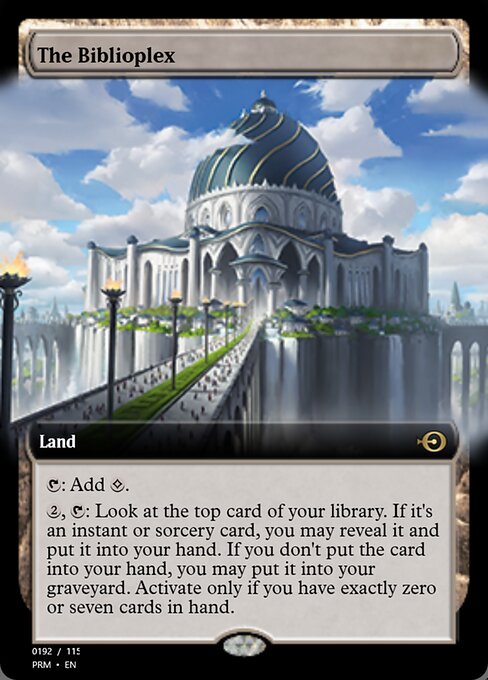 The Biblioplex
Land
: Add .
2, : Look at the top card of your library. If it's
an instant or sorcery card, you may reveal it and
put it into your hand. If you don't put the card
into your hand, you may put it into your
graveyard. Activate only if you have exactly zero
or seven cards in hand.
0192 / 115
PRM • EN